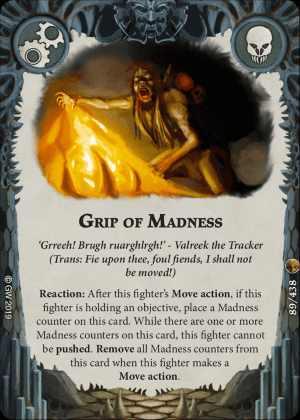 GRIP OF MADNESS
'Grreeh! Brugh ruarghlrgh!' - Valreek the Tracker
(Trans: Fie upon thee, foul fiends, I shall not
be moved!)
Reaction: After this fighter's Move action, if this
fighter is holding an objective, place a Madness
counter on this card. While there are one or more
Madness counters on this card, this fighter cannot
be pushed. Remove all Madness counters from
this card when this fighter makes a
Move action.
© GW 2019
89/438